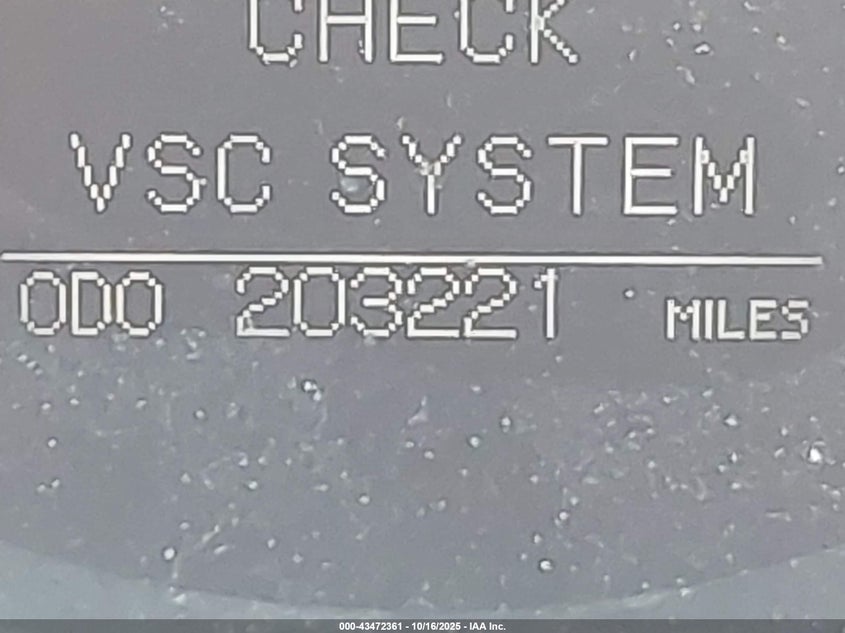 CHECK
VSC SYSTEM
ODO 203221 MILES
000-43472361 - 10/16/2025 - IAA Inc.